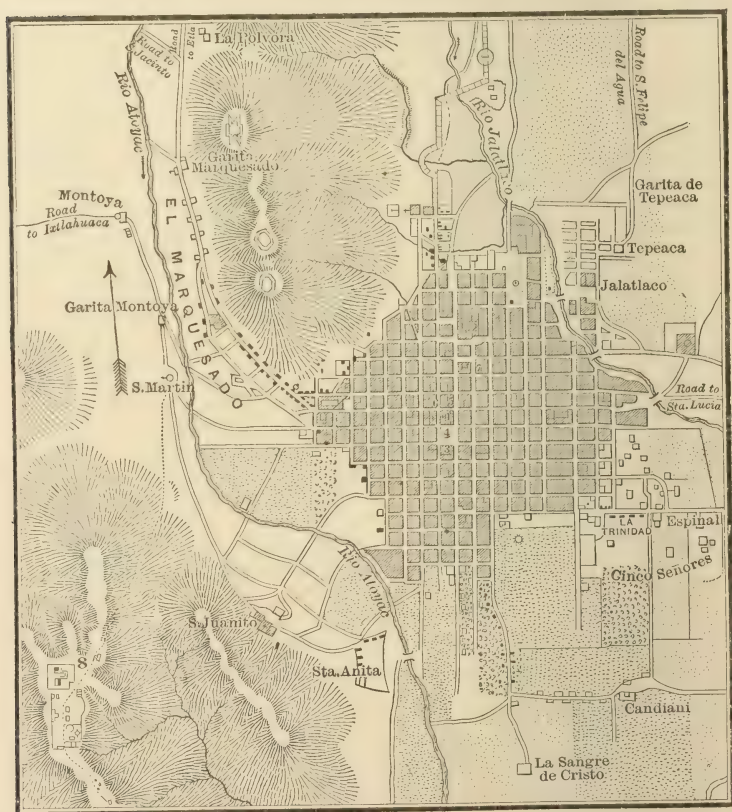 Road to
Jacinto
Road
to Etla
La Polvora
Rio Atoyac
Rio Jalatlaco
Road to S. Felipe
del Agua
Garita
Marquesado
Montoya
Road
to Ixtlahuaca
EL MARQUESADO
Garita de
Tepeaca
Tepeaca
Jalatlaco
Garita Montoya
S. Martin
Road to
Sta. Lucia
4
LA
TRINIDAD
Espinal
Cinco Señores
Rio Atoyac
S. Juanito
8
Sta. Anita
Candiani
La Sangre
de Cristo